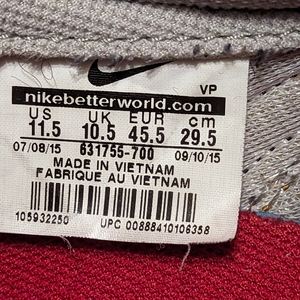 VP
nikebetterworld.com
US UK EUR cm
11.5 10.5 45.5 29.5
07/08/15 631755-700 09/10/15
MADE IN VIETNAM
FABRIQUE AU VIETNAM
105932250
UPC 00888410106358